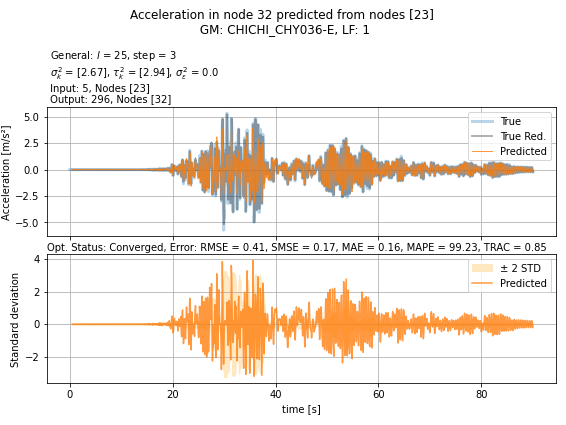 Acceleration in node 32 predicted from nodes [23]
GM: CHICHI_CHY036-E, LF: 1
General: l = 25, step = 3
σ²ₖ = [2.67], τ²ₖ = [2.94], σ²ε = 0.0
Input: 5, Nodes [23]
Output: 296, Nodes [32]
5.0
2.5
0.0
−2.5
−5.0
Acceleration [m/s²]
True
True Red.
Predicted
Opt. Status: Converged, Error: RMSE = 0.41, SMSE = 0.17, MAE = 0.16, MAPE = 99.23, TRAC = 0.85
4
2
0
−2
Standard deviation
± 2 STD
Predicted
0 20 40 60 80
time [s]